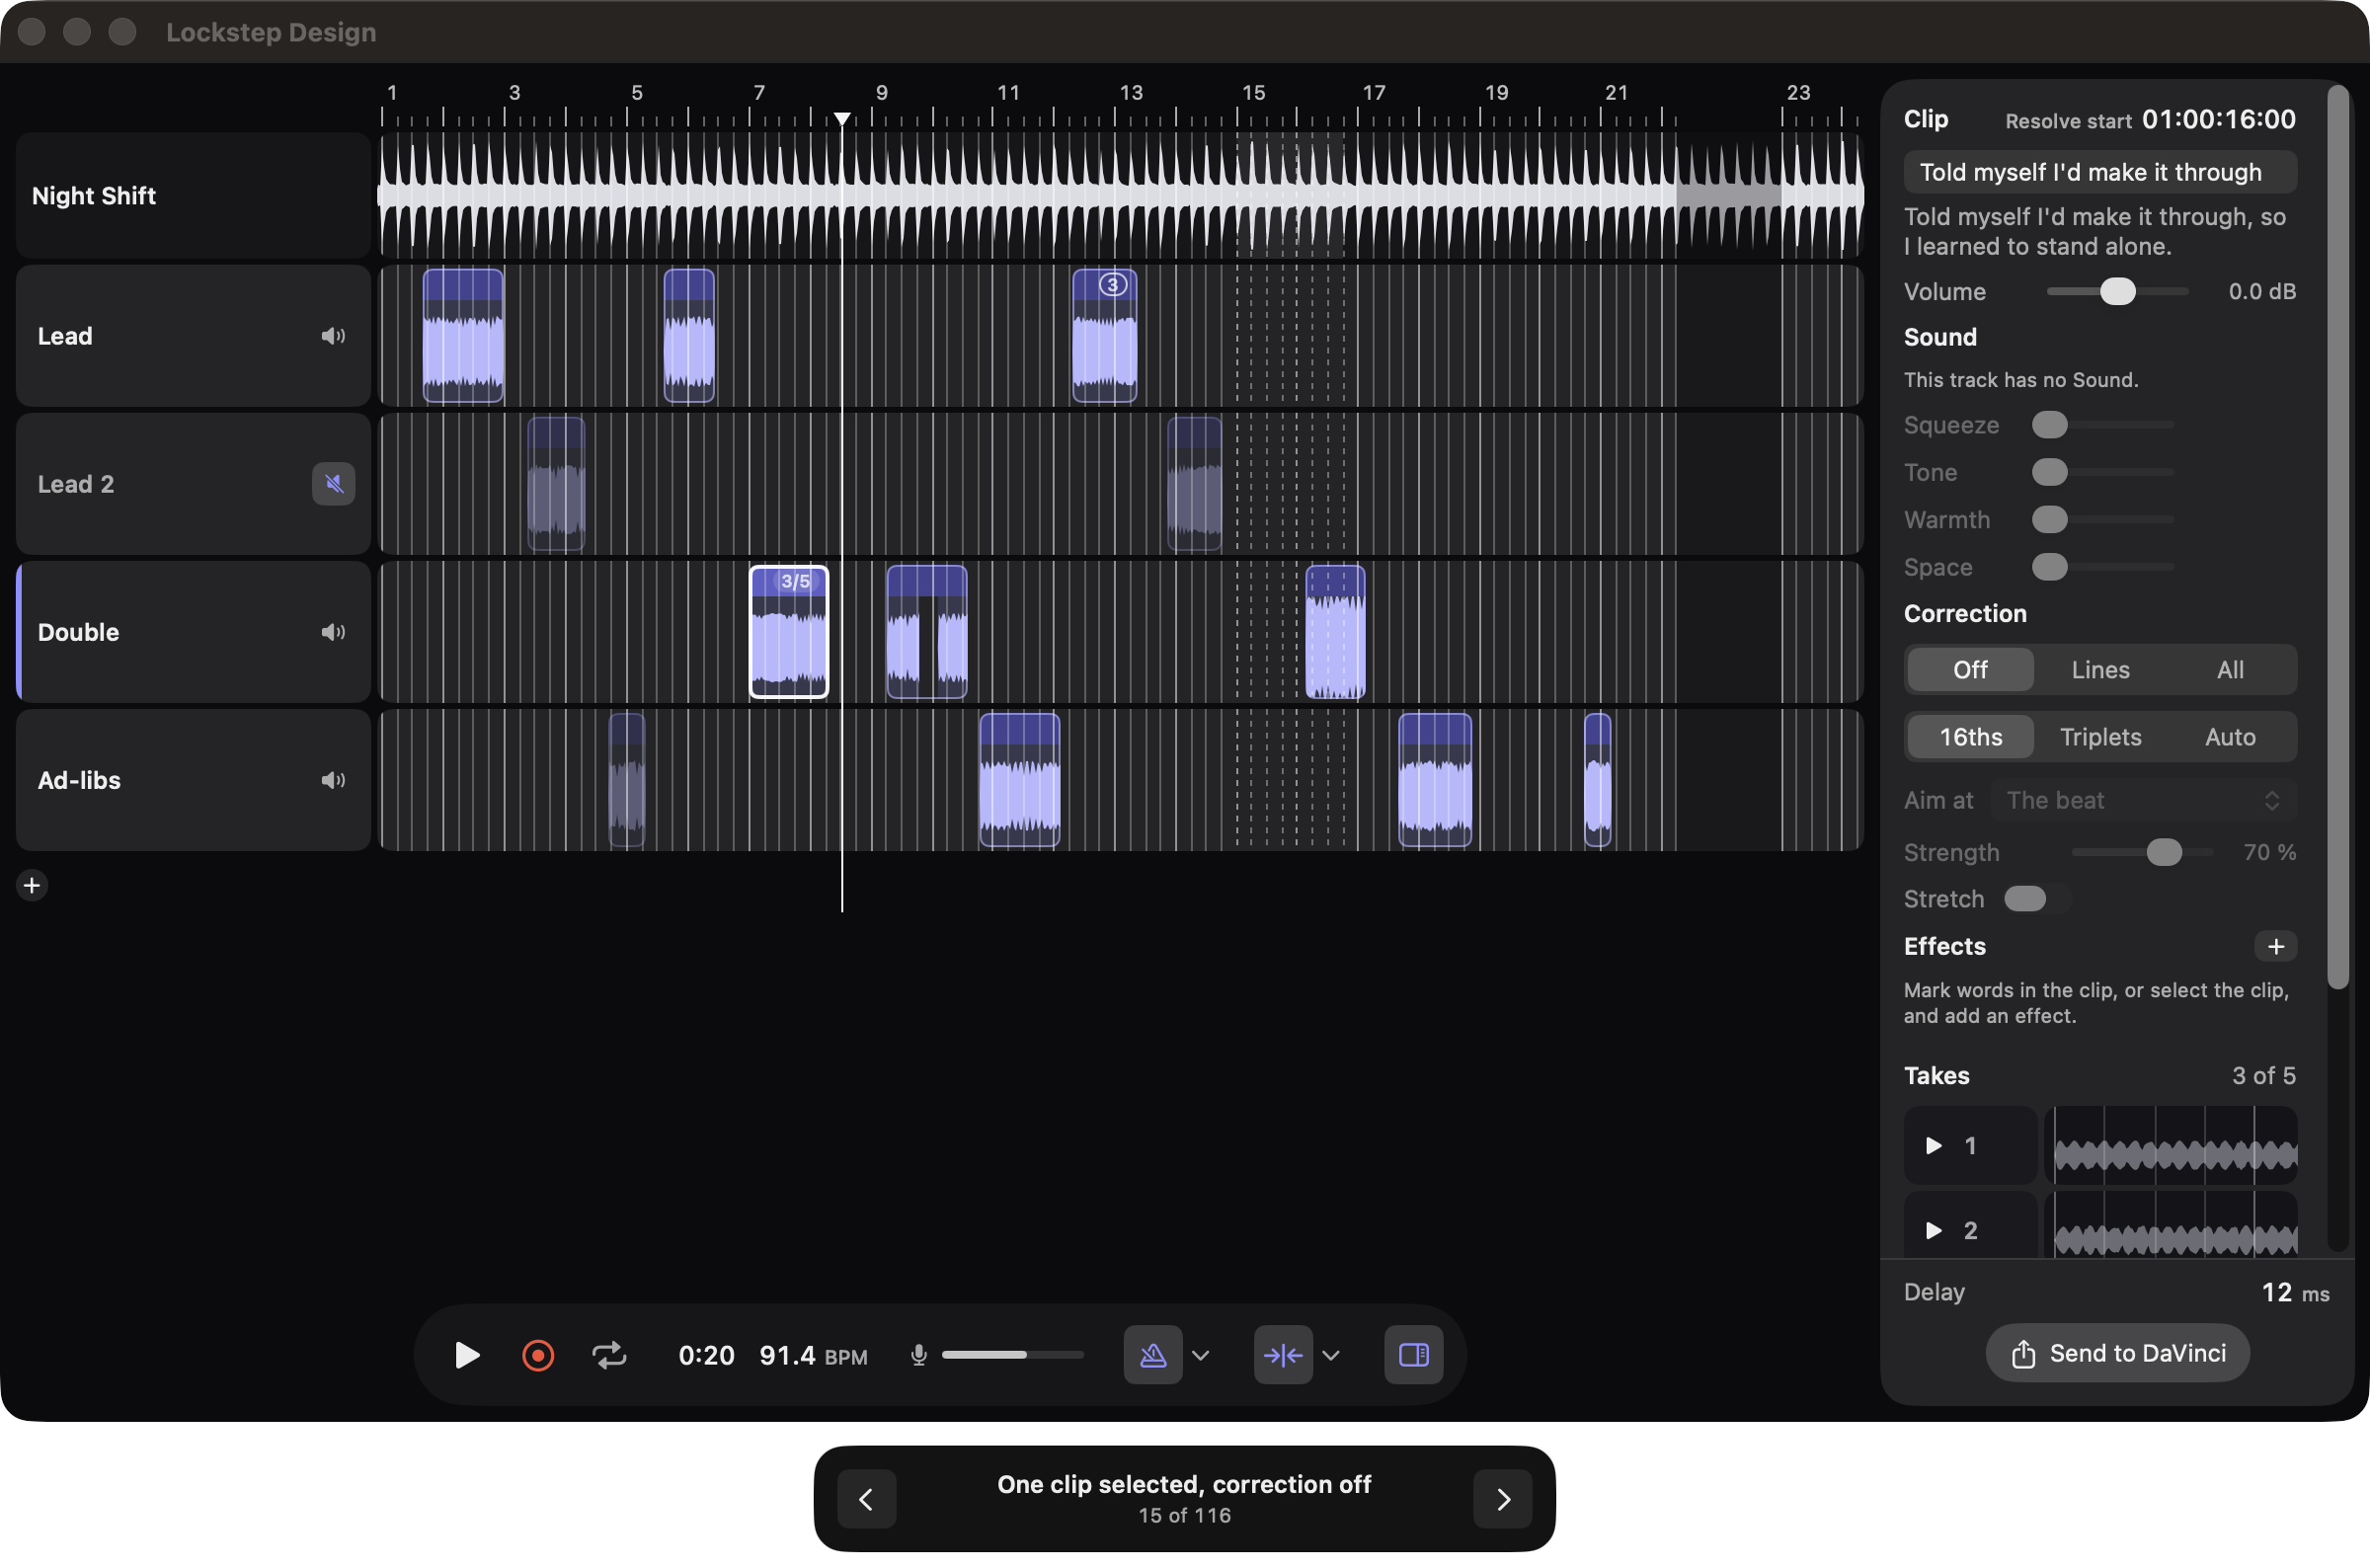 Lockstep Design
1 3 5 7 9 11 13 15 17 19 21 23
Night Shift
Lead
3
Lead 2
Double
3/5
Ad-libs
Clip
Resolve start 01:00:16:00
Told myself I'd make it through
Told myself I'd make it through, so
I learned to stand alone.
Volume 0.0 dB
Sound
This track has no Sound.
Squeeze
Tone
Warmth
Space
Correction
Off Lines All
16ths Triplets Auto
Aim at The beat
Strength 70 %
Stretch
Effects
Mark words in the clip, or select the clip,
and add an effect.
Takes 3 of 5
1
2
Delay 12 ms
Send to DaVinci
0:20 91.4 BPM
One clip selected, correction off
15 of 116